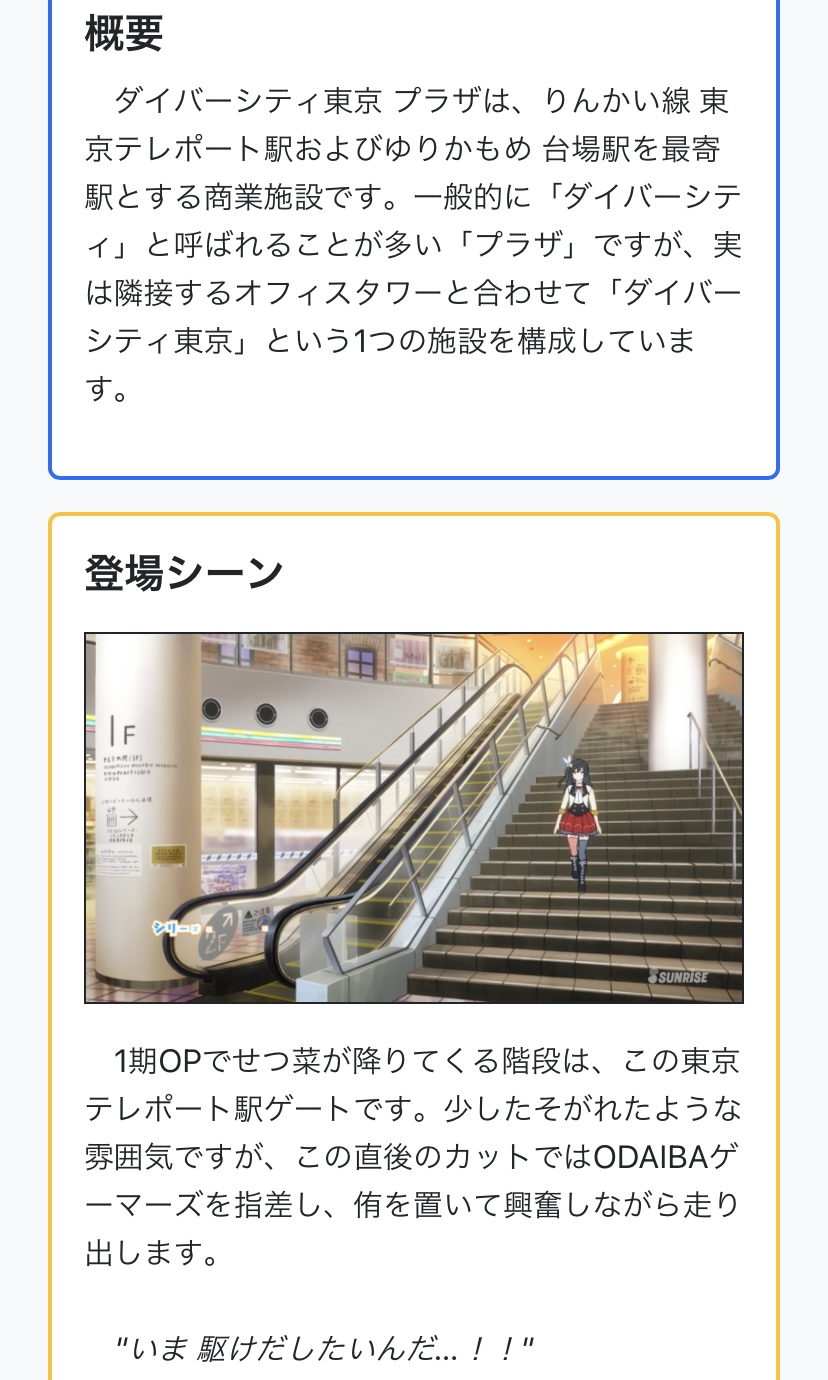 概要
ダイバーシティ東京 プラザは、りんかい線 東
京テレポート駅およびゆりかもめ 台場駅を最寄
駅とする商業施設です。一般的に「ダイバーシテ
ィ」と呼ばれることが多い「プラザ」ですが、実
は隣接するオフィスタワーと合わせて「ダイバー
シティ東京」という1つの施設を構成していま
す。
登場シーン
1F
シリーズ
2F
SUNRISE
1期OPでせつ菜が降りてくる階段は、この東京
テレポート駅ゲートです。少したそがれたような
雰囲気ですが、この直後のカットではODAIBAゲ
ーマーズを指差し、侑を置いて興奮しながら走り
出します。
"いま 駆けだしたいんだ...！！"